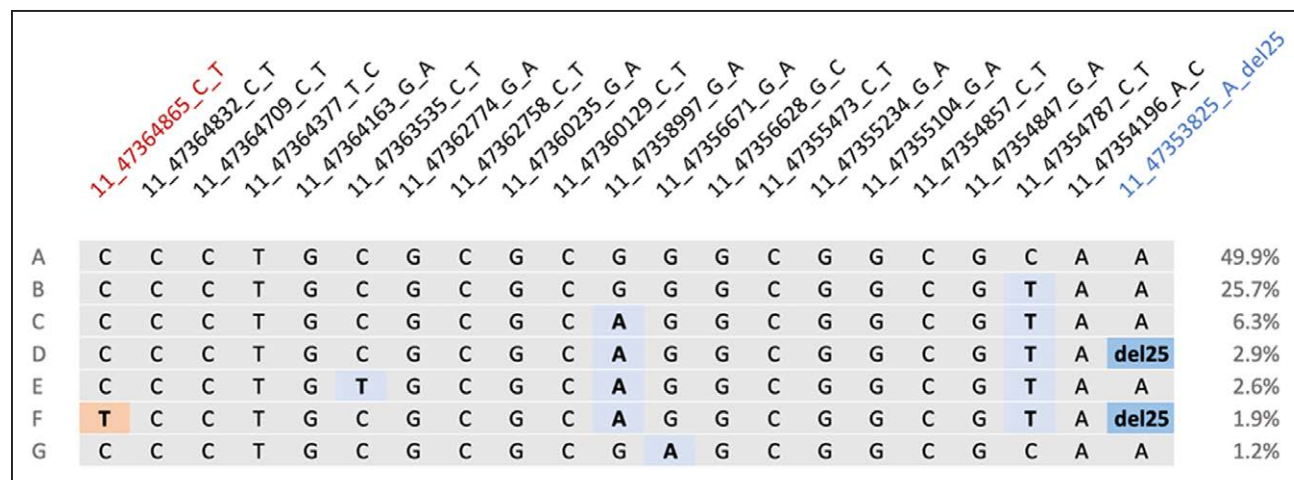 11_47364865_C_T
11_47364832_C_T
11_47364709_C_T
11_47364377_T_C
11_47364163_G_A
11_47363535_C_T
11_47362774_G_A
11_47362758_C_T
11_47360235_G_A
11_47360129_C_T
11_47358997_G_A
11_47356671_G_A
11_47356628_G_C
11_47355473_C_T
11_47355234_G_A
11_47355104_G_A
11_47354857_C_T
11_47354847_G_A
11_47354787_C_T
11_47354196_A_C
11_47353825_A_del25
A C C C T G C G C G C G G G C G G C G C A A 49.9%
B C C C T G C G C G C G G G C G G C G T A A 25.7%
C C C C T G C G C G C A G G C G G C G T A A 6.3%
D C C C T G C G C G C A G G C G G C G T A del25 2.9%
E C C C T G T G C G C A G G C G G C G T A A 2.6%
F T C C T G C G C G C A G G C G G C G T A del25 1.9%
G C C C T G C G C G C G A G C G G C G C A A 1.2%